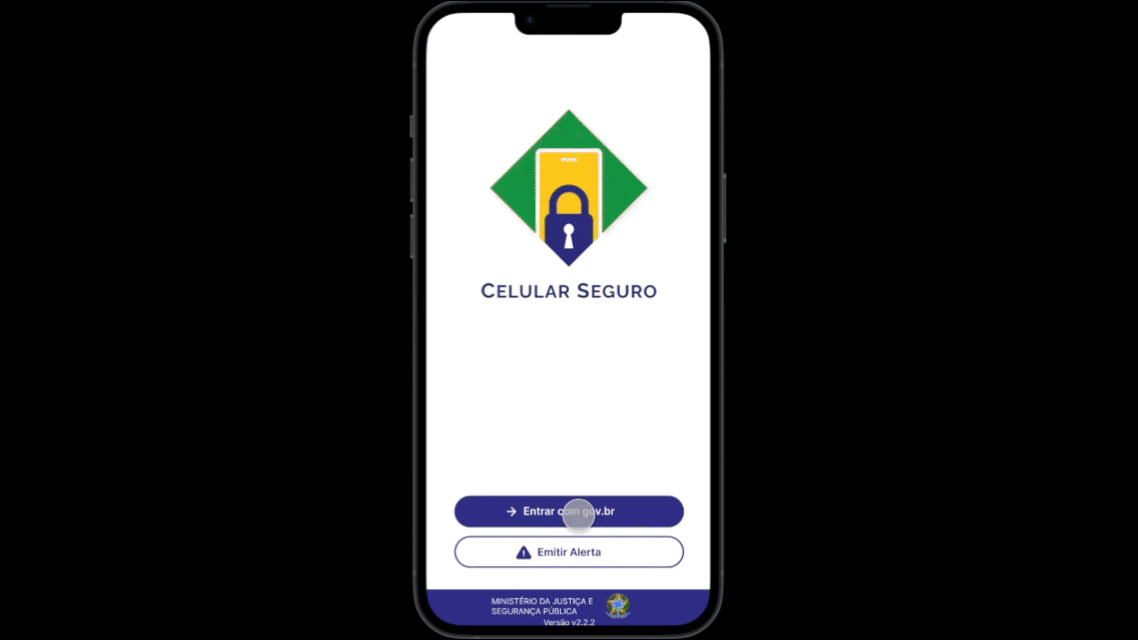 CELULAR SEGURO
Entrar com gov.br
Emitir Alerta
MINISTÉRIO DA JUSTIÇA E
SEGURANÇA PÚBLICA
Versão v2.2.2